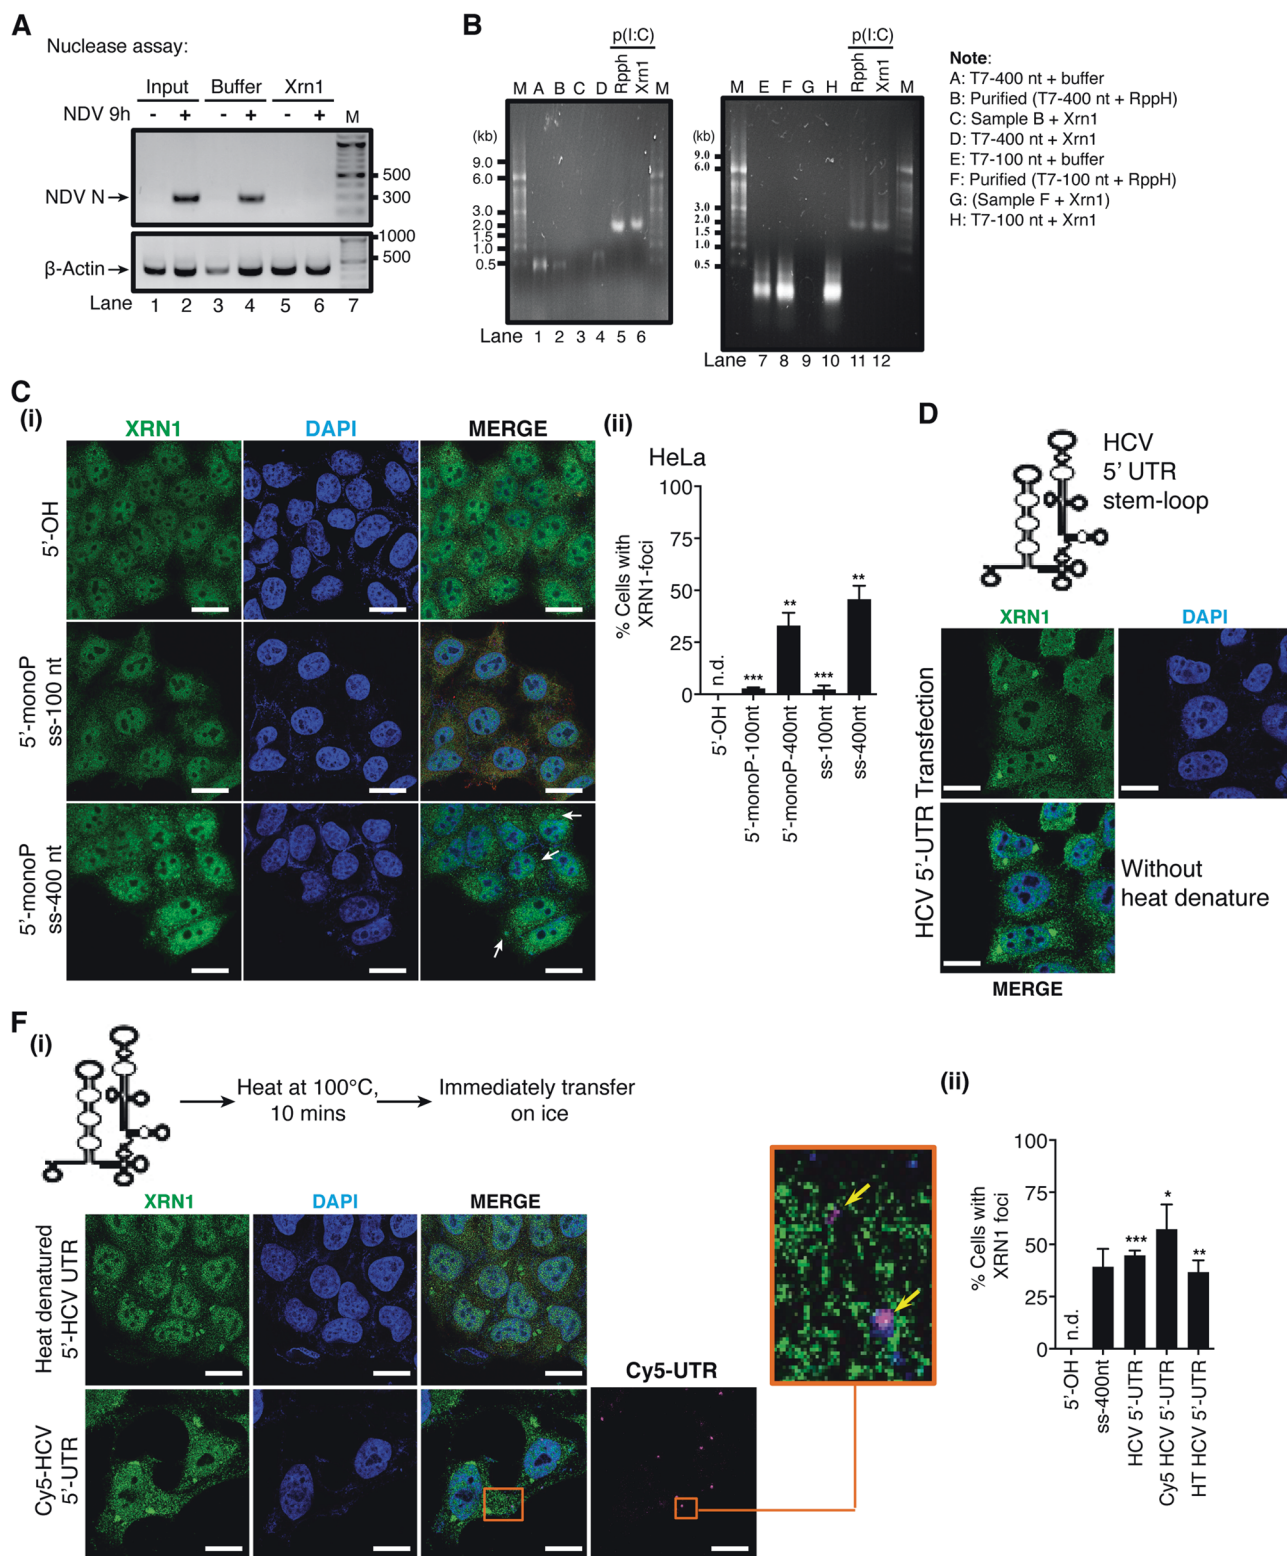 A
Nuclease assay:
Input Buffer Xrn1
NDV 9h - + - + - + M
NDV N
500
300
β-Actin
1000
500
Lane 1 2 3 4 5 6 7
B
p(I:C)
M A B C D Rpph Xrn1 M
(kb)
9.0
6.0
3.0
2.0
1.5
1.0
0.5
Lane 1 2 3 4 5 6
p(I:C)
M E F G H Rpph Xrn1 M
(kb)
9.0
6.0
3.0
2.0
1.5
1.0
0.5
Lane 7 8 9 10 11 12
Note:
A: T7-400 nt + buffer
B: Purified (T7-400 nt + RppH)
C: Sample B + Xrn1
D: T7-400 nt + Xrn1
E: T7-100 nt + buffer
F: Purified (T7-100 nt + RppH)
G: (Sample F + Xrn1)
H: T7-100 nt + Xrn1
C
(i)
XRN1 DAPI MERGE
5'-OH
5'-monoP
ss-100 nt
5'-monoP
ss-400 nt
(ii)
HeLa
% Cells with
XRN1-foci
100
75
50
25
0
n.d.
***
**
***
**
5'-OH
5'-monoP-100nt
5'-monoP-400nt
ss-100nt
ss-400nt
D
HCV
5' UTR
stem-loop
XRN1 DAPI
HCV 5'-UTR Transfection
Without
heat denature
MERGE
F
(i)
Heat at 100°C,
10 mins
Immediately transfer
on ice
XRN1 DAPI MERGE
Heat denatured
5'-HCV UTR
Cy5-HCV
5'-UTR
Cy5-UTR
(ii)
% Cells with
XRN1 foci
100
75
50
25
0
n.d.
***
*
**
5'-OH
ss-400nt
HCV 5'-UTR
Cy5 HCV 5'-UTR
HT HCV 5'-UTR